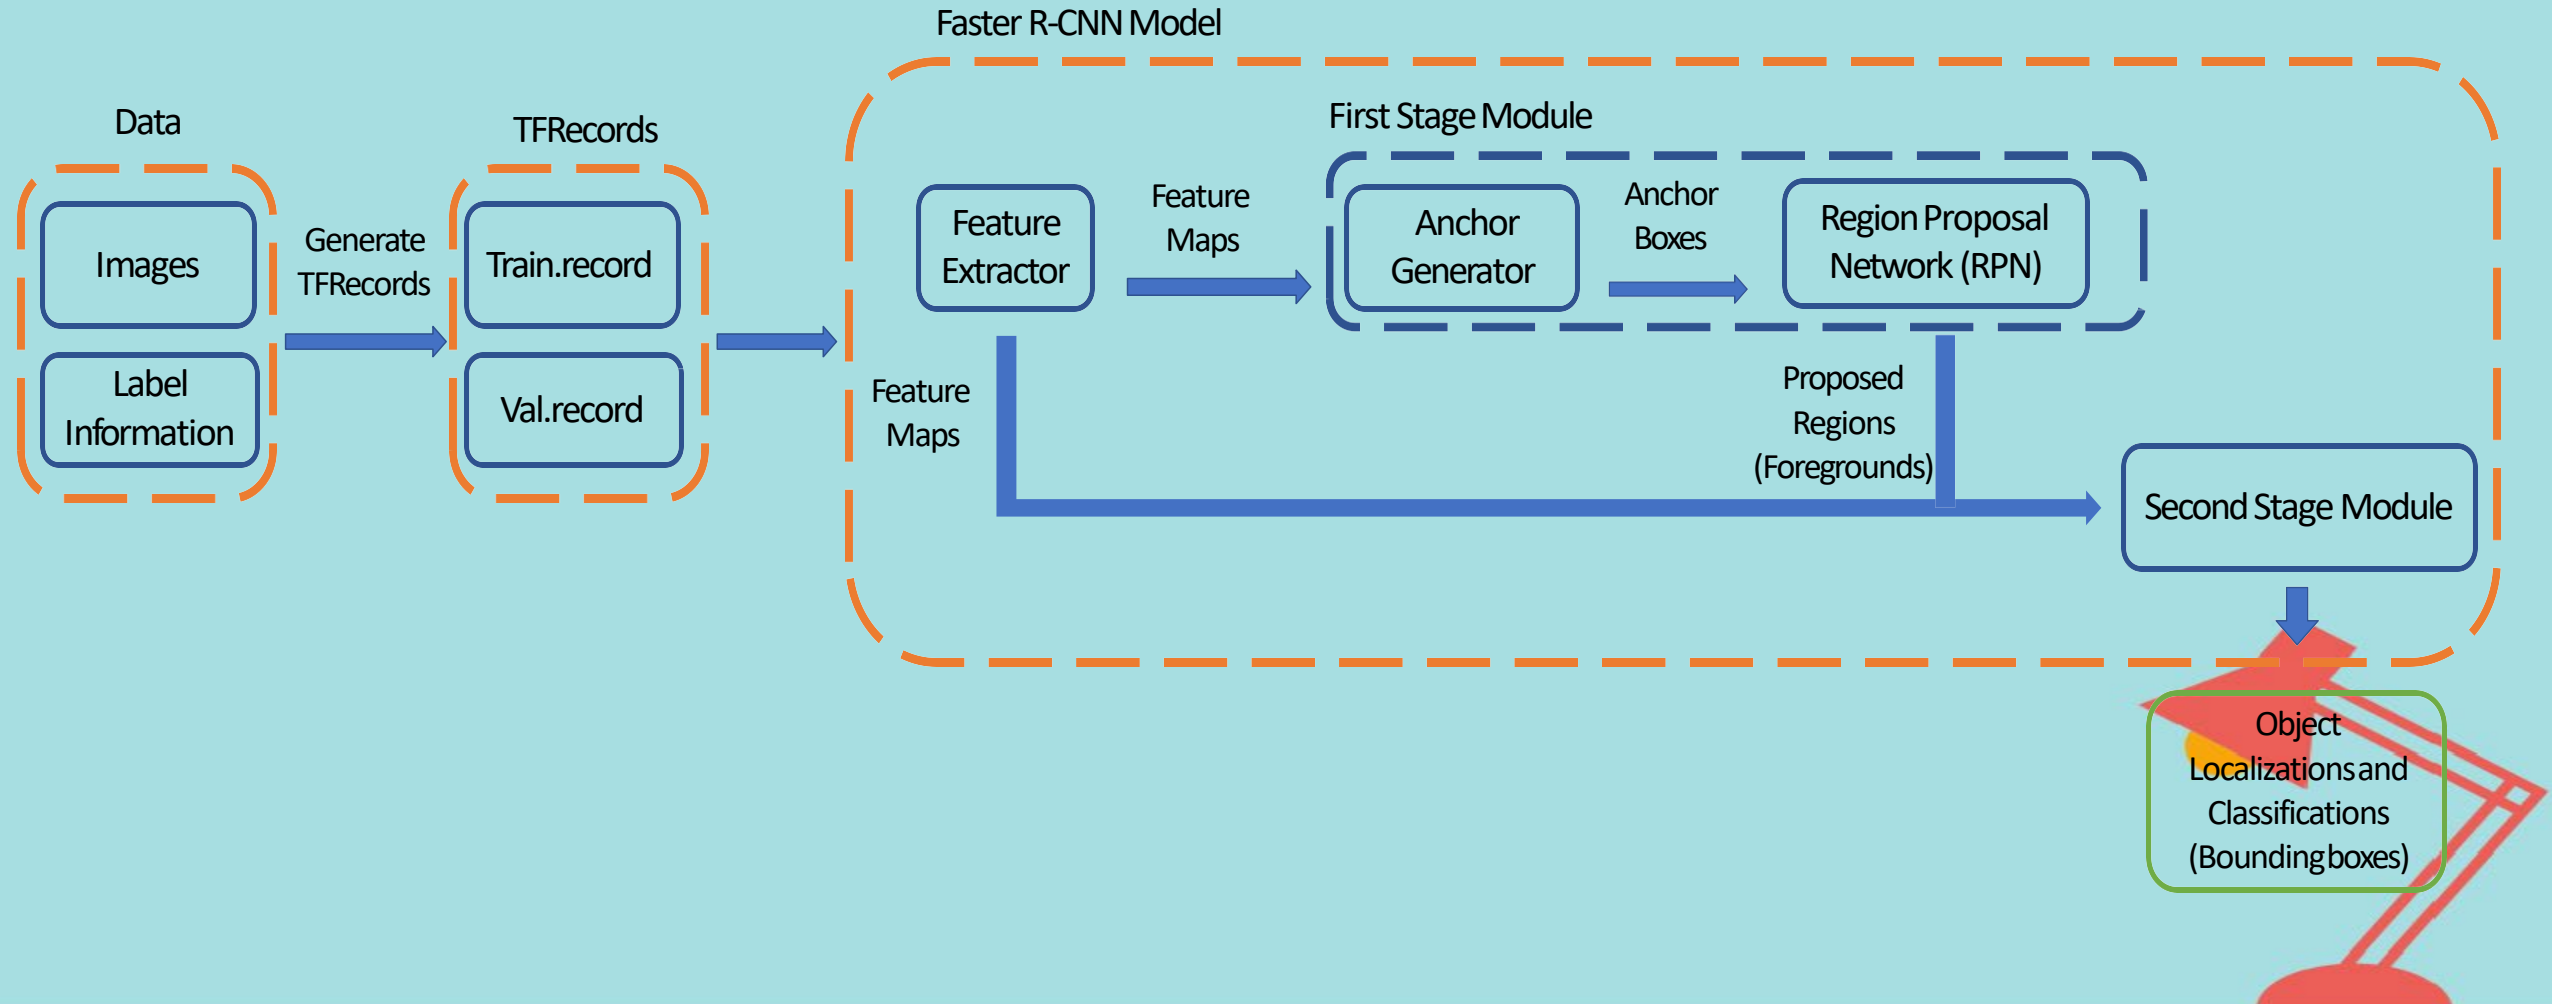 Faster R-CNN Model
Data
TFRecords
First Stage Module
Images
Label
Information
Generate
TFRecords
Train.record
Val.record
Feature
Extractor
Feature
Maps
Anchor
Generator
Anchor
Boxes
Region Proposal
Network (RPN)
Feature
Maps
Proposed
Regions
(Foregrounds)
Second Stage Module
Object
Localizations and
Classifications
(Bounding boxes)